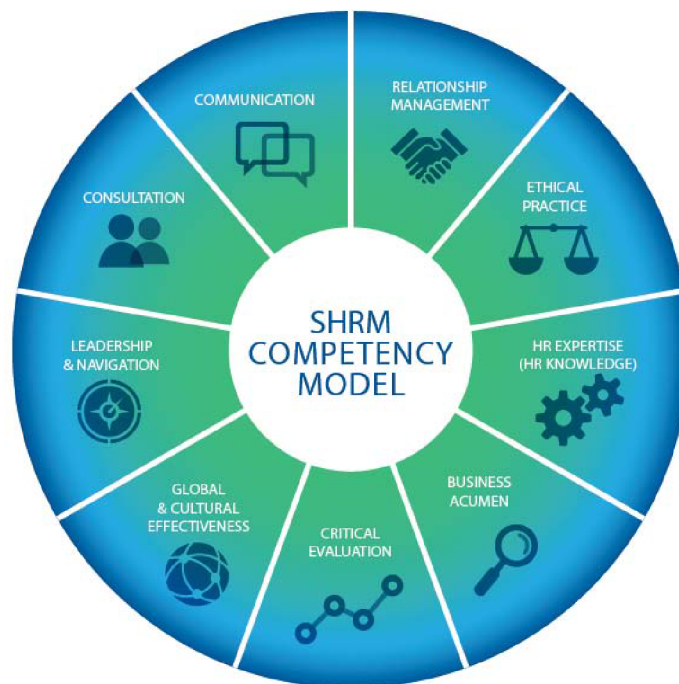 SHRM
COMPETENCY
MODEL
COMMUNICATION
RELATIONSHIP
MANAGEMENT
ETHICAL
PRACTICE
HR EXPERTISE
(HR KNOWLEDGE)
BUSINESS
ACUMEN
CRITICAL
EVALUATION
GLOBAL
& CULTURAL
EFFECTIVENESS
LEADERSHIP
& NAVIGATION
CONSULTATION